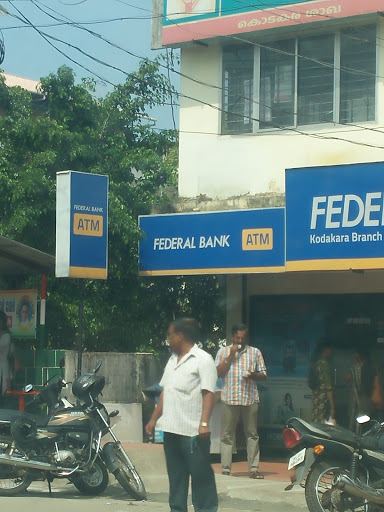 കൊടകര ശാഖ
FEDERAL BANK
ATM
FEDERAL BANK ATM
FEDE
Kodakara Branch